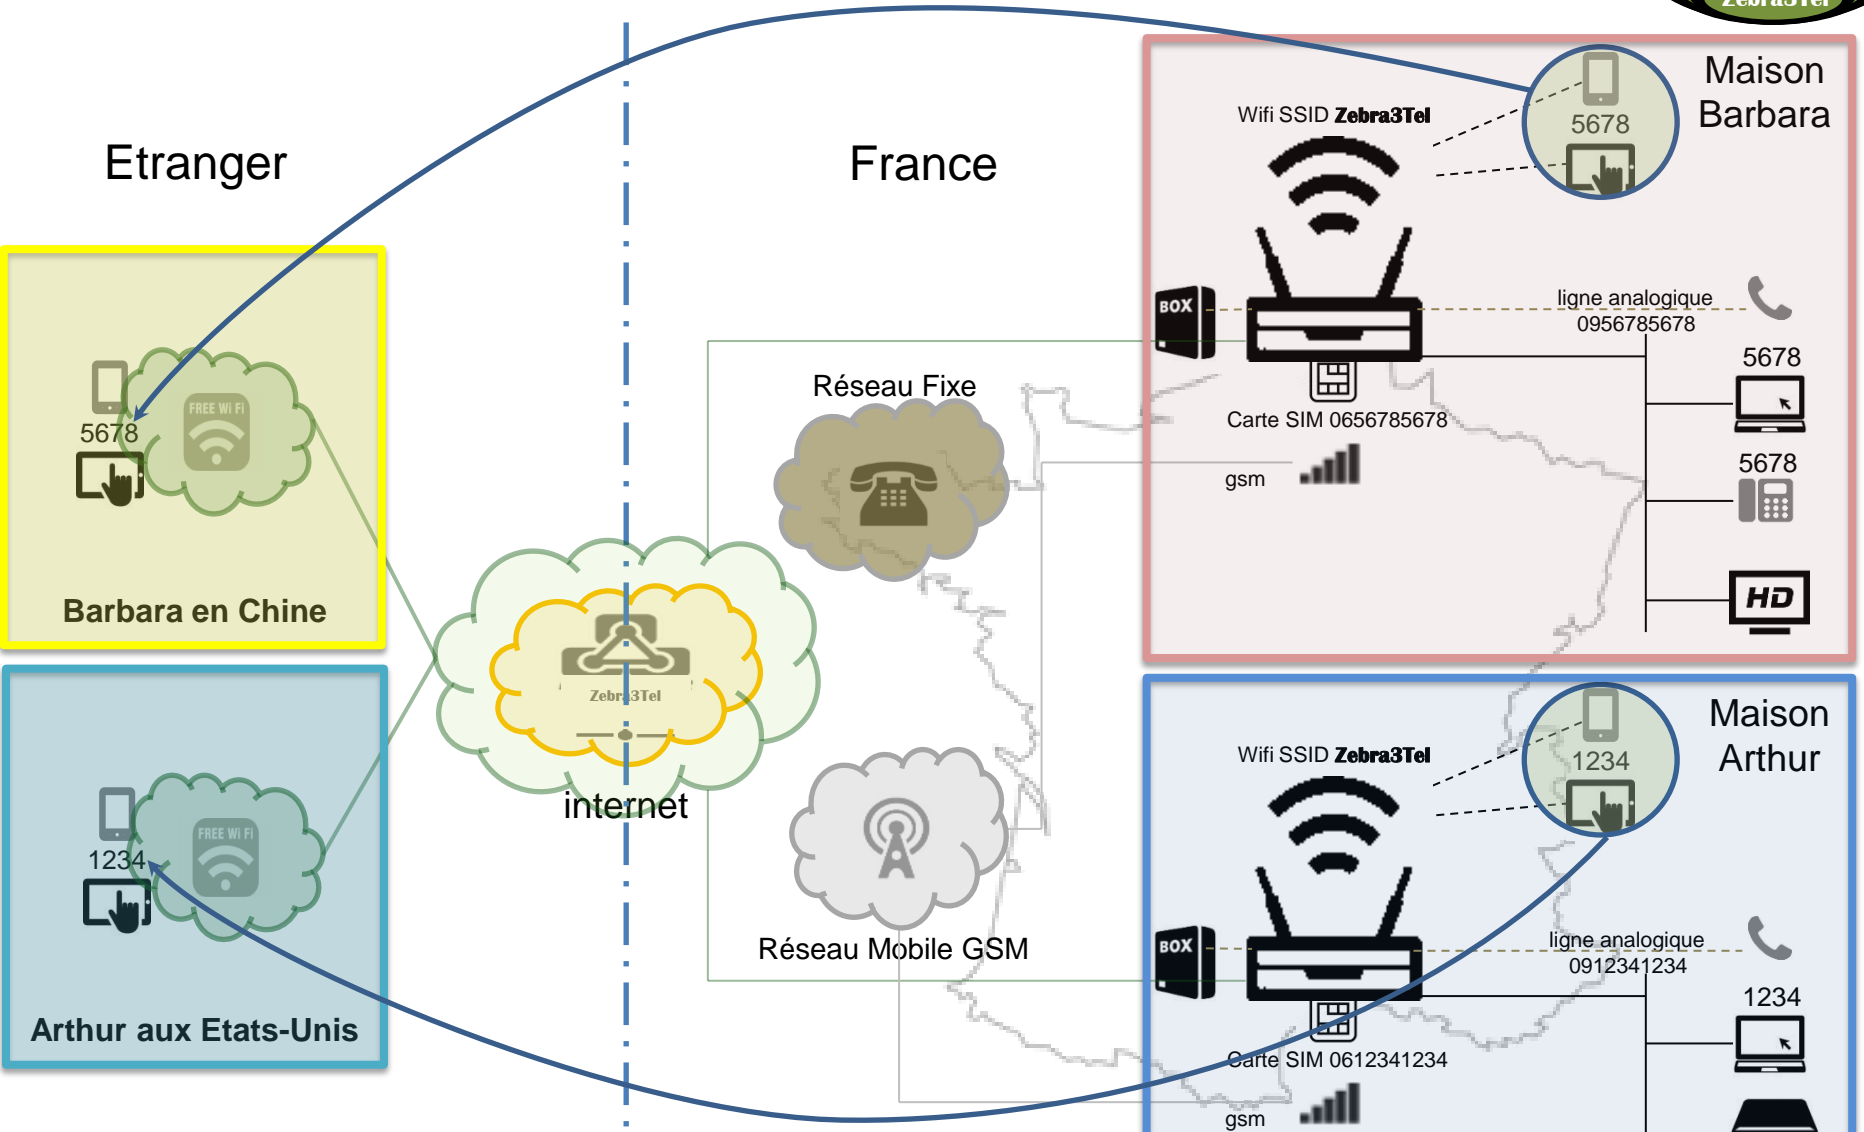 Zebra3Tel
Etranger
France
Maison
Barbara
Wifi SSID Zebra3Tel
5678
BOX
ligne analogique
0956785678
5678
Carte SIM 0656785678
gsm
5678
HD
Réseau Fixe
FREE Wi Fi
5678
Barbara en Chine
Zebra3Tel
internet
Réseau Mobile GSM
FREE Wi Fi
1234
Arthur aux Etats-Unis
Maison
Arthur
Wifi SSID Zebra3Tel
1234
BOX
ligne analogique
0912341234
1234
Carte SIM 0612341234
gsm